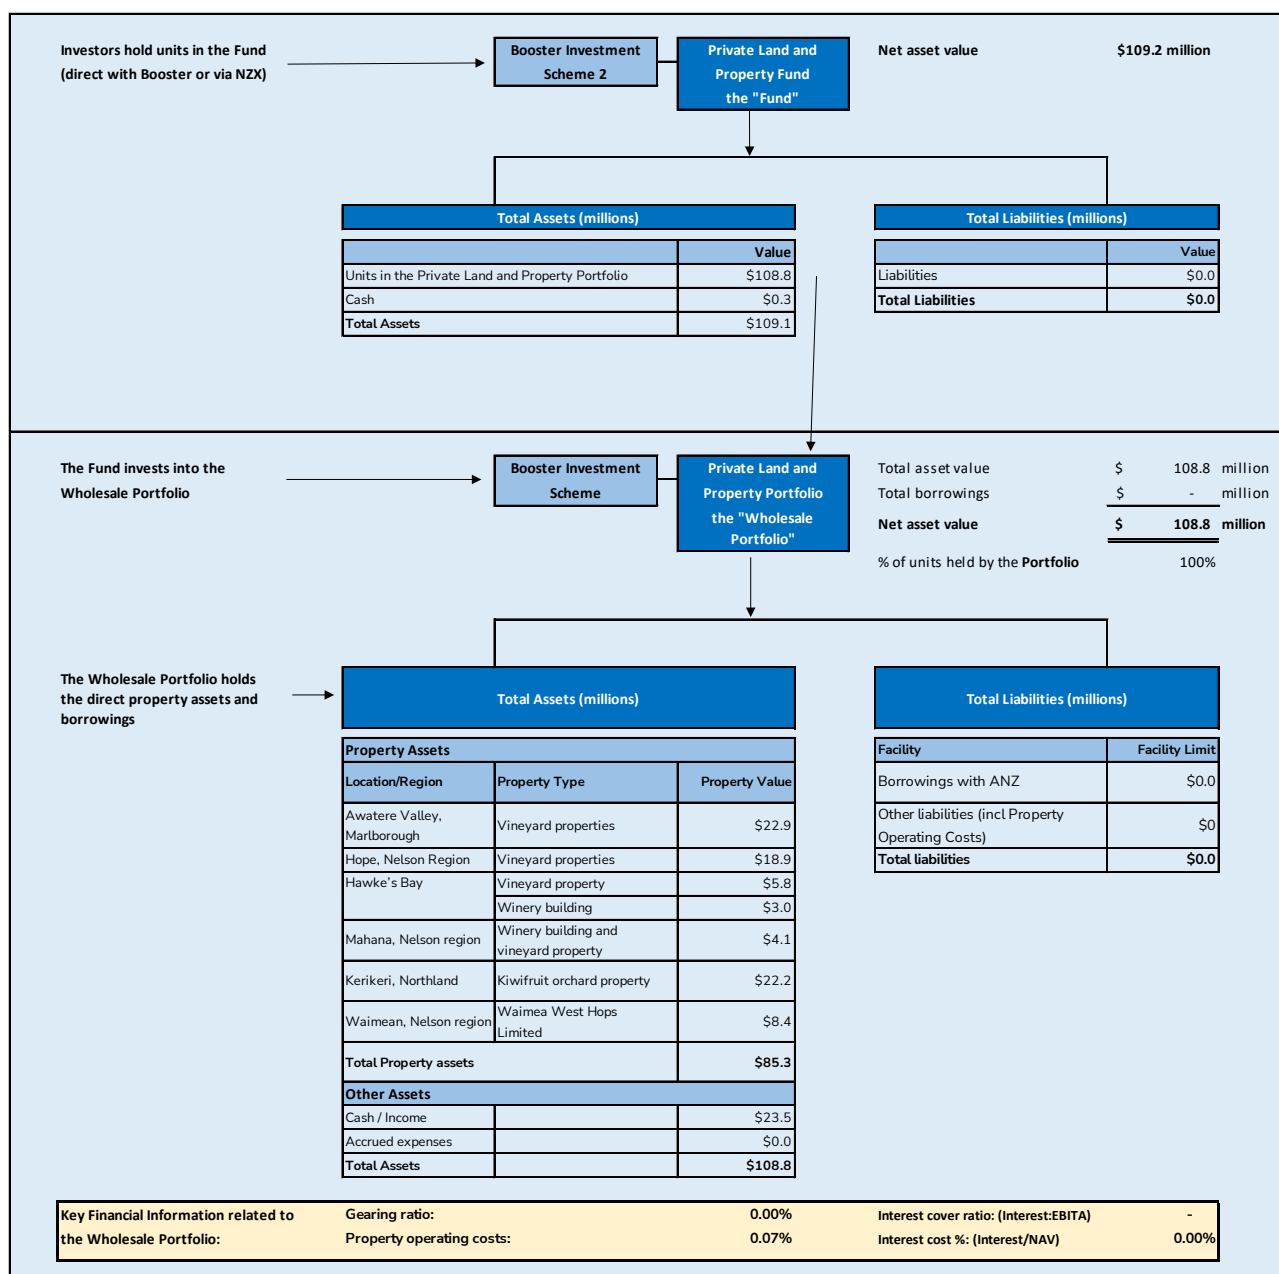 Investors hold units in the Fund
(direct with Booster or via NZX)
Booster Investment
Scheme 2
Private Land and
Property Fund
the "Fund"
Net asset value $109.2 million
Total Assets (millions)
Value
Units in the Private Land and Property Portfolio $108.8
Cash $0.3
Total Assets $109.1
Total Liabilities (millions)
Value
Liabilities $0.0
Total Liabilities $0.0
The Fund invests into the
Wholesale Portfolio
Booster Investment
Scheme
Private Land and
Property Portfolio
the "Wholesale
Portfolio"
Total asset value $ 108.8 million
Total borrowings $ - million
Net asset value $ 108.8 million
% of units held by the Portfolio 100%
The Wholesale Portfolio holds
the direct property assets and
borrowings
Total Assets (millions)
Property Assets
Location/Region Property Type Property Value
Awatere Valley,
Marlborough
Vineyard properties $22.9
Hope, Nelson Region Vineyard properties $18.9
Hawke's Bay Vineyard property $5.8
Winery building $3.0
Mahana, Nelson region
Winery building and
vineyard property
$4.1
Kerikeri, Northland Kiwifruit orchard property $22.2
Waimean, Nelson region
Waimea West Hops
Limited
$8.4
Total Property assets $85.3
Other Assets
Cash / Income $23.5
Accrued expenses $0.0
Total Assets $108.8
Total Liabilities (millions)
Facility Facility Limit
Borrowings with ANZ $0.0
Other liabilities (incl Property
Operating Costs)
$0
Total liabilities $0.0
Key Financial Information related to
the Wholesale Portfolio:
Gearing ratio: 0.00%
Property operating costs: 0.07%
Interest cover ratio: (Interest:EBITA) -
Interest cost %: (Interest/NAV) 0.00%